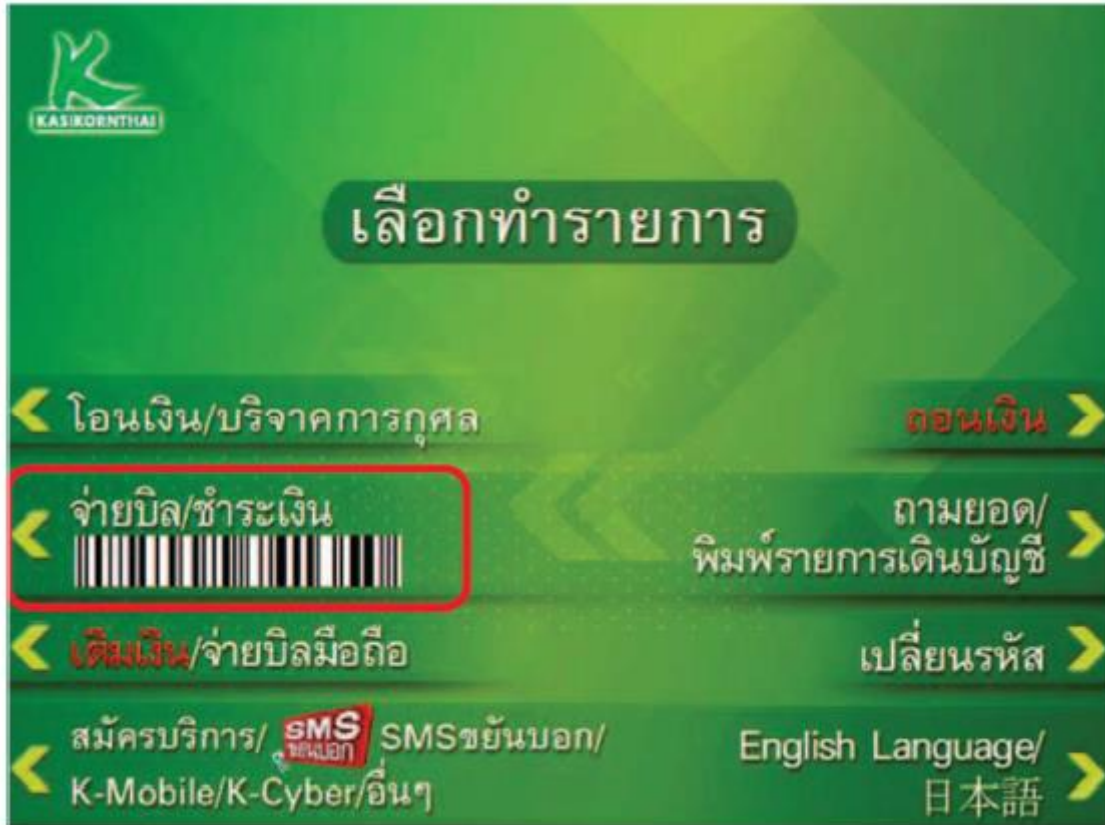 KASIKORNTHAI
เลือกทำรายการ
โอนเงิน/บริจาคการกุศล
ถอนเงิน
จ่ายบิล/ชำระเงิน
ถามยอด/
พิมพ์รายการเดินบัญชี
เติมเงิน/จ่ายบิลมือถือ
เปลี่ยนรหัส
สมัครบริการ/ SMS ขยันบอก SMSขยันบอก/
K-Mobile/K-Cyber/อื่นๆ
English Language/
日本語